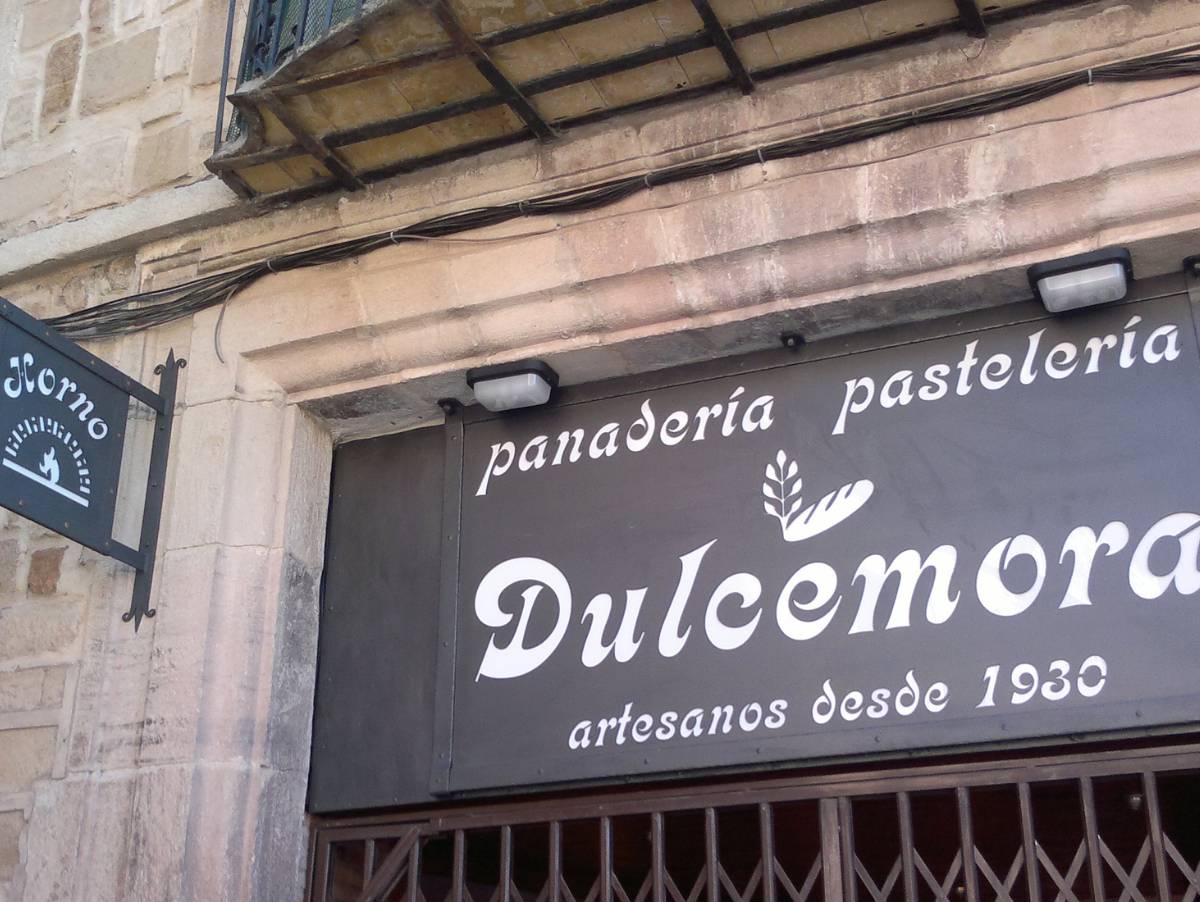 Horno
panadería pastelería
Dulcemora
artesanos desde 1930